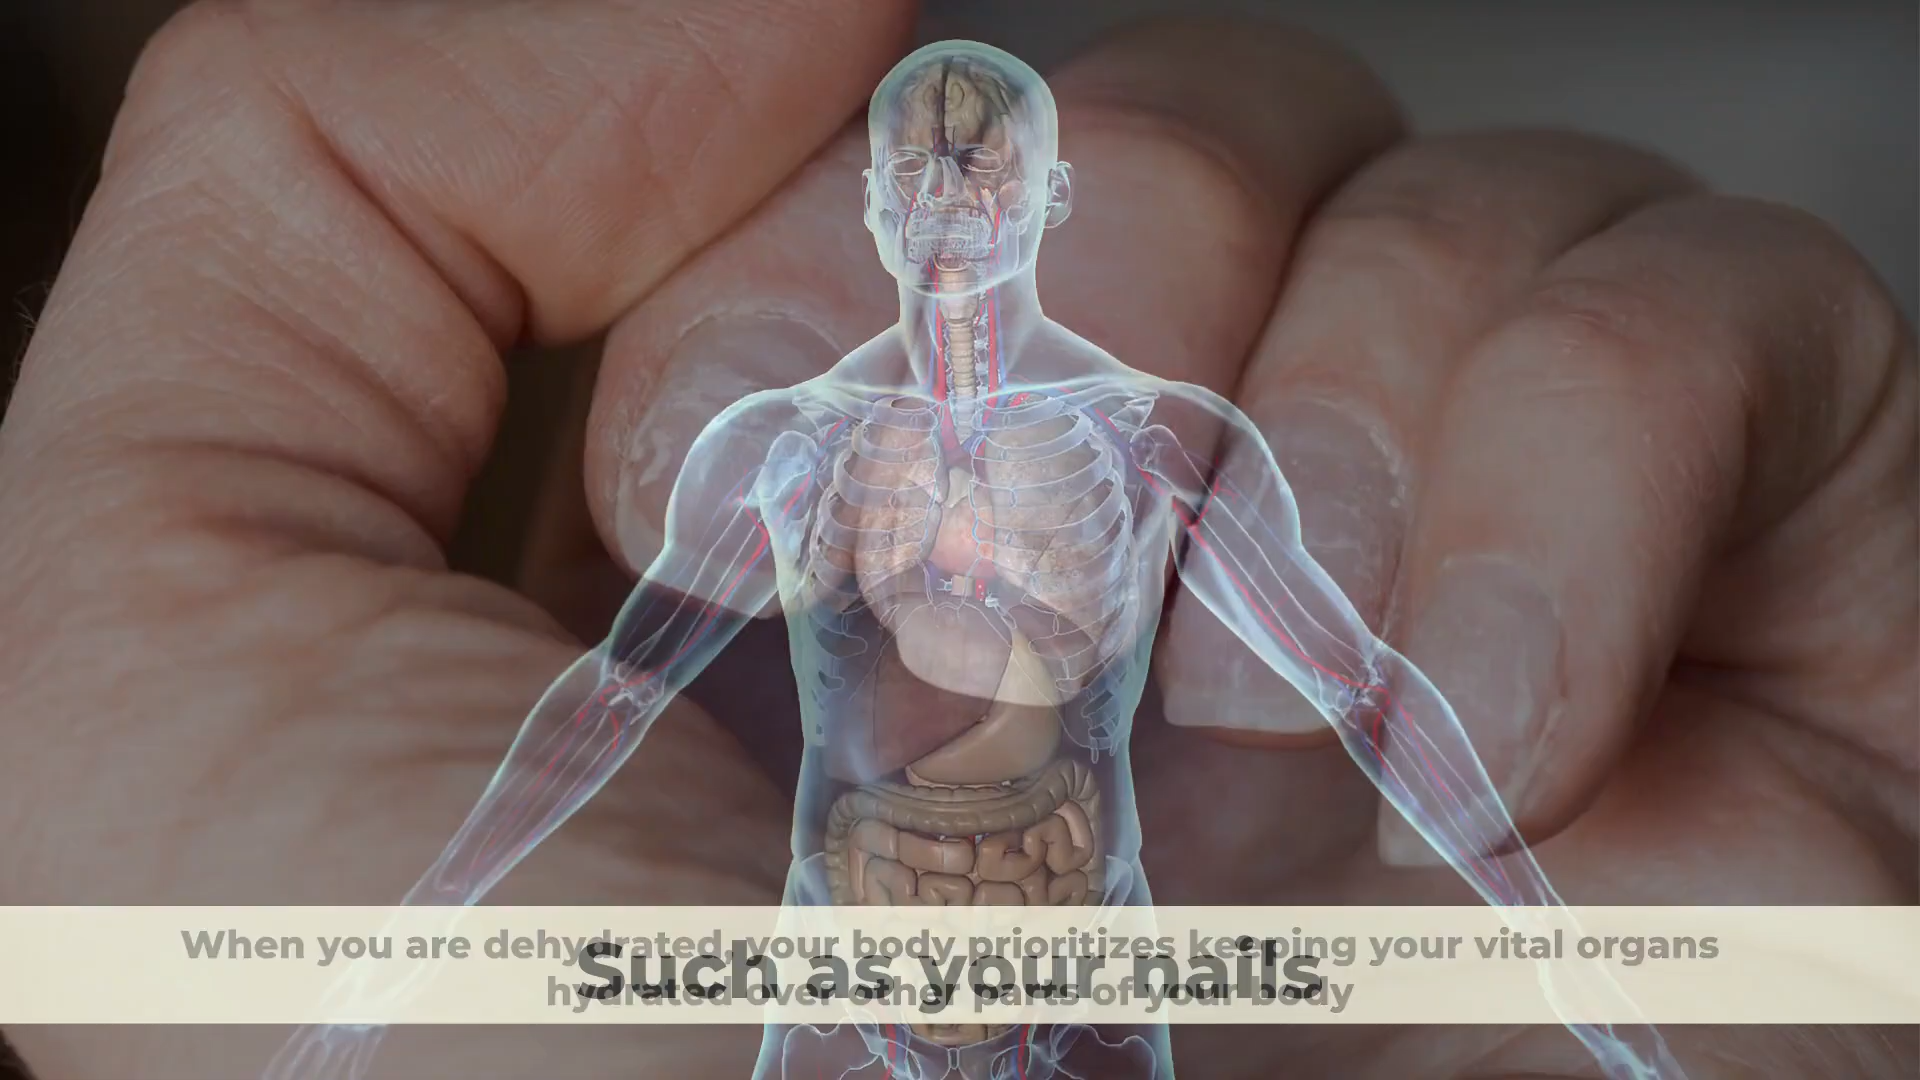 When you are dehydrated, your body prioritizes keeping your vital organs
hydrated over other parts of your body
Such as your nails